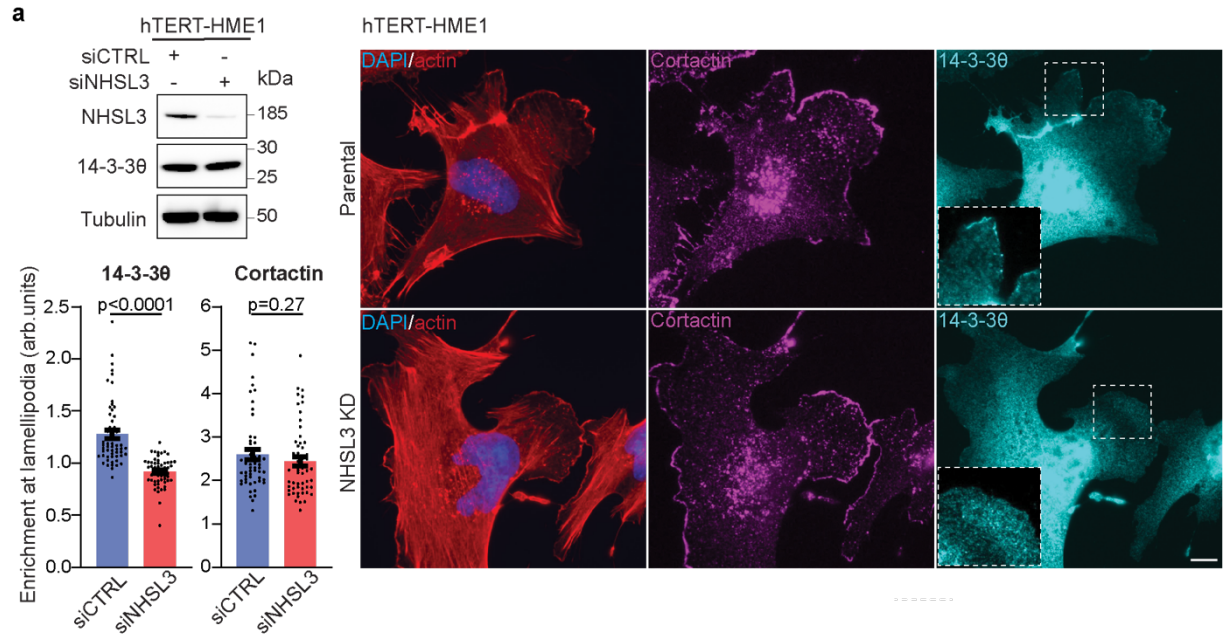 a
hTERT-HME1
siCTRL + -
siNHSL3 - + kDa
NHSL3 185
30
14-3-3θ
25
Tubulin 50
Enrichment at lamellipodia (arb.units)
14-3-3θ
p<0.0001
2.5
2.0
1.5
1.0
0.5
0.0
siCTRL
siNHSL3
Cortactin
p=0.27
6
5
4
3
2
1
0
siCTRL
siNHSL3
hTERT-HME1
Parental
DAPI/actin
Cortactin
14-3-3θ
NHSL3 KD
DAPI/actin
Cortactin
14-3-3θ